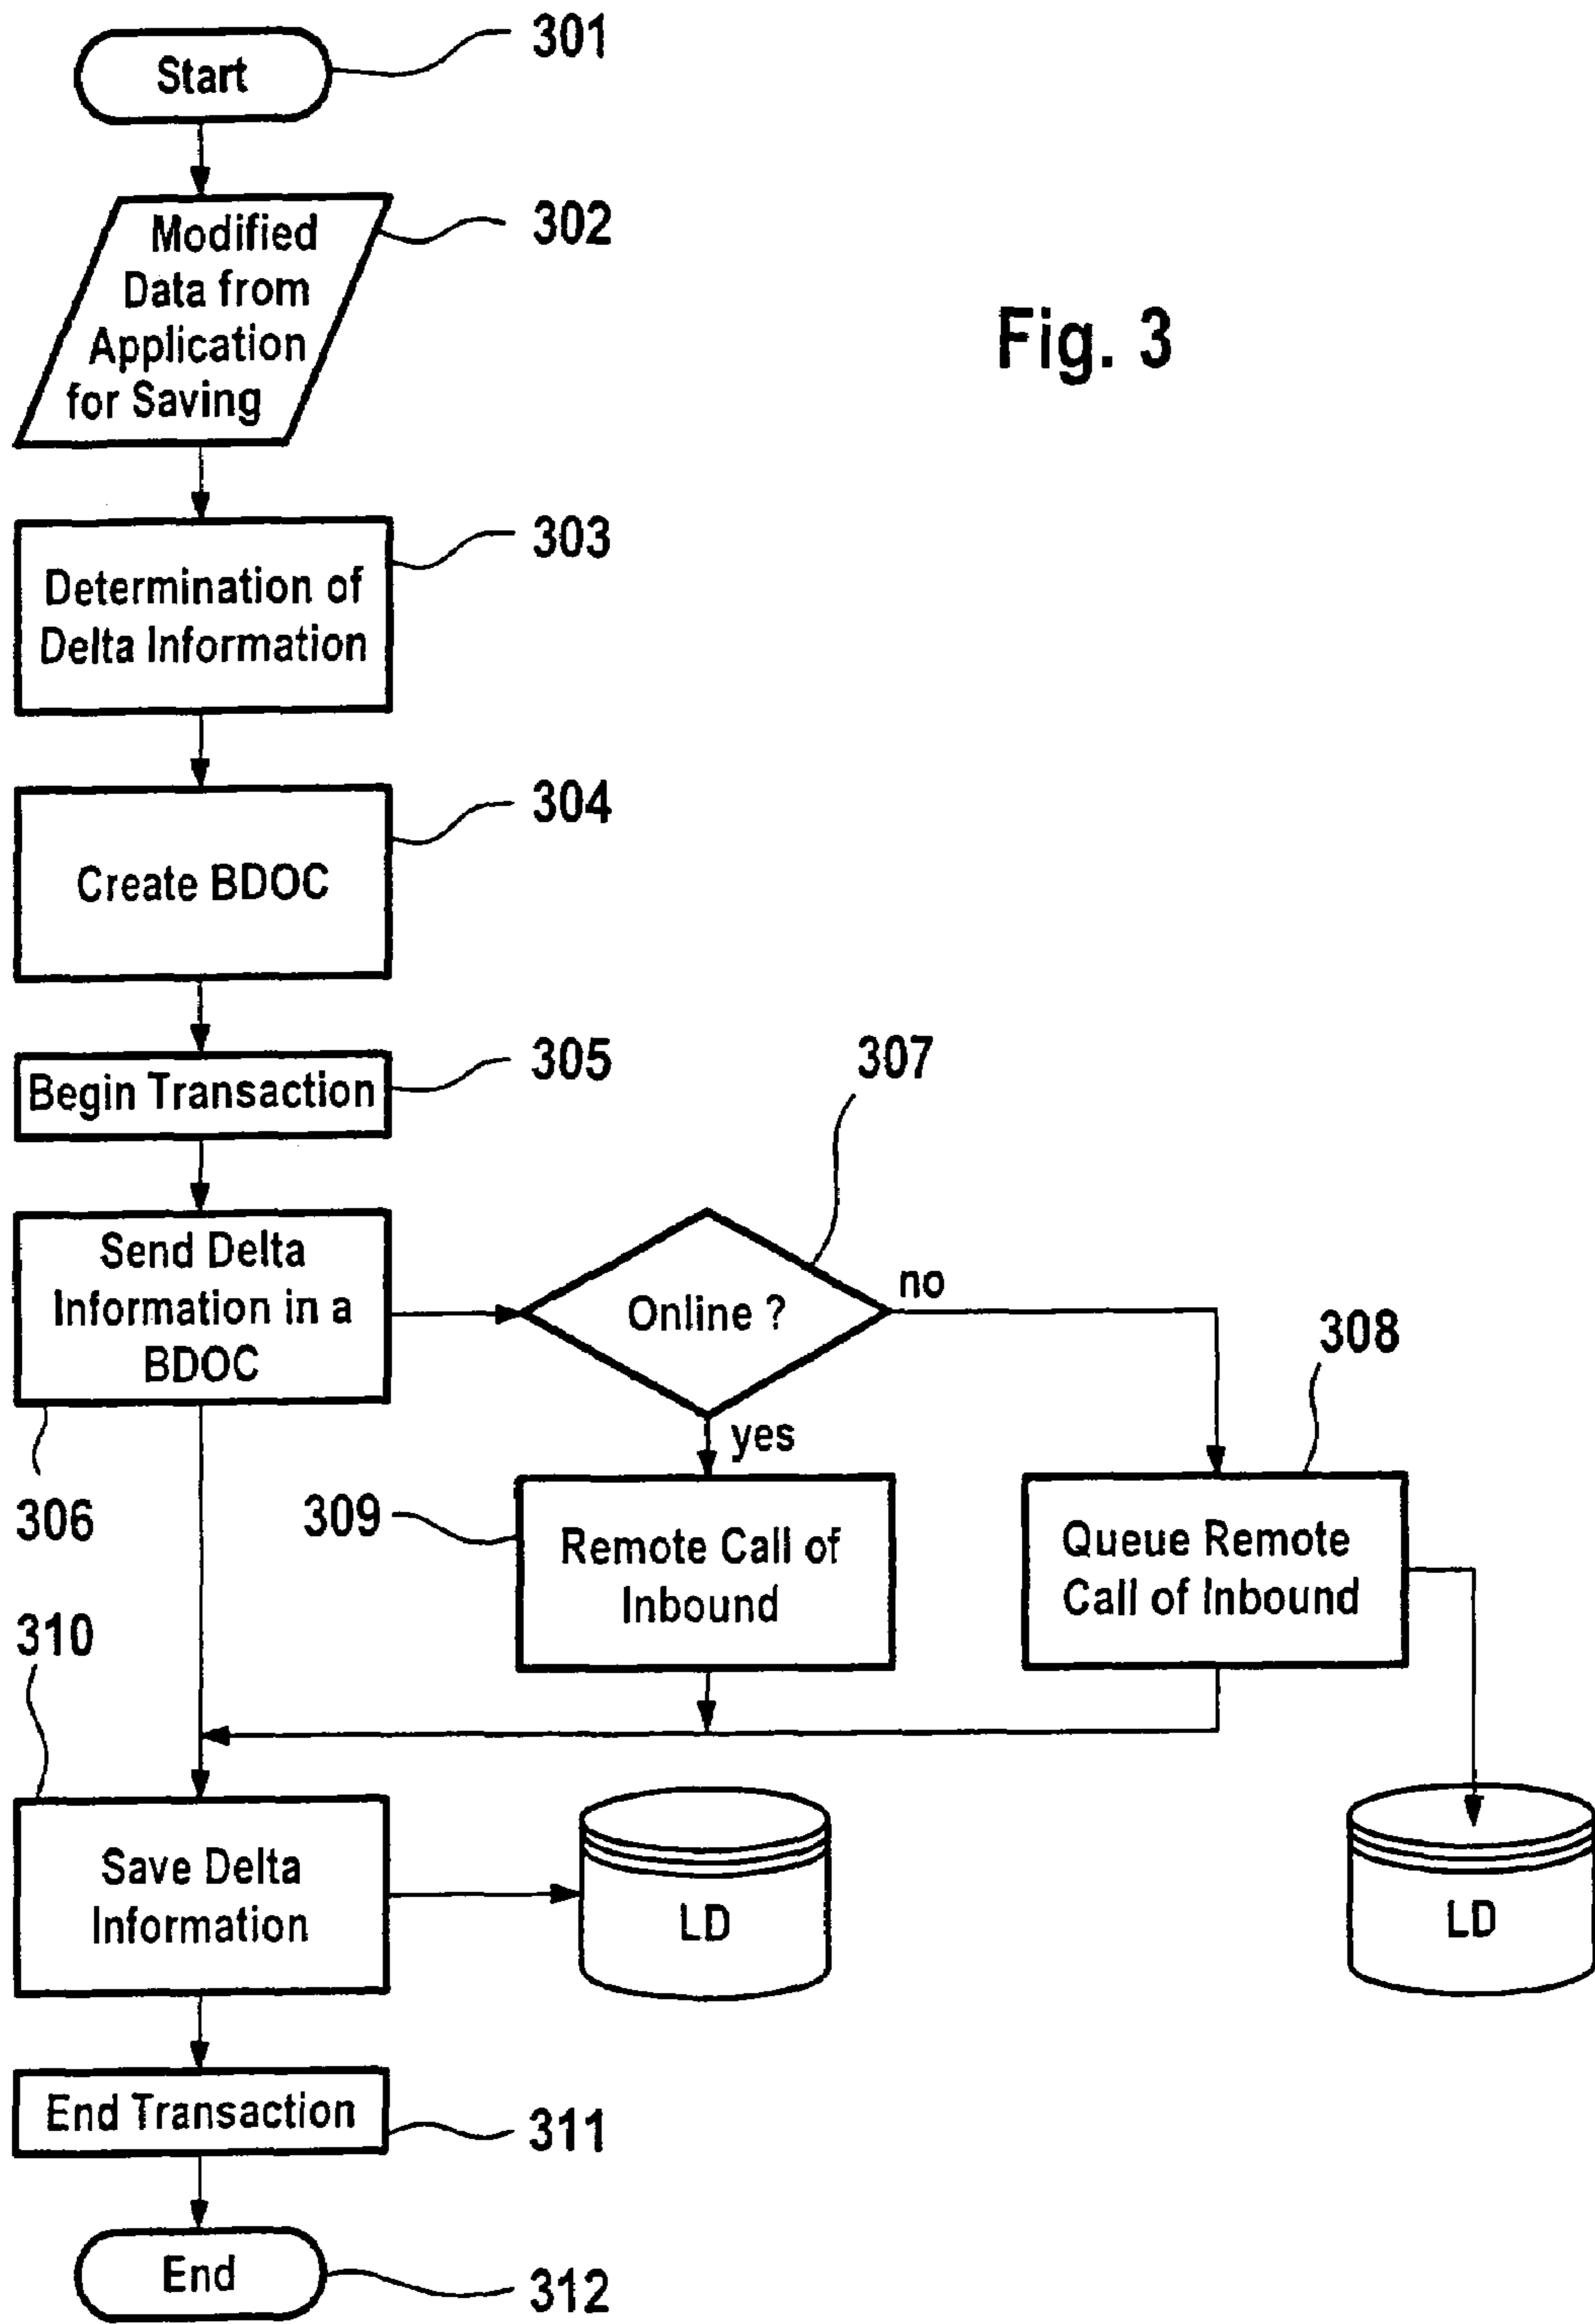 Start
301
Modified
Data from
Application
for Saving
302
Fig. 3
Determination of
Delta Information
303
Create BDOC
304
Begin Transaction
305
Send Delta
Information in a
BDOC
306
Online ?
307
no
yes
Remote Call of
Inbound
309
Queue Remote
Call of Inbound
308
310
Save Delta
Information
LD
LD
End Transaction
311
End
312